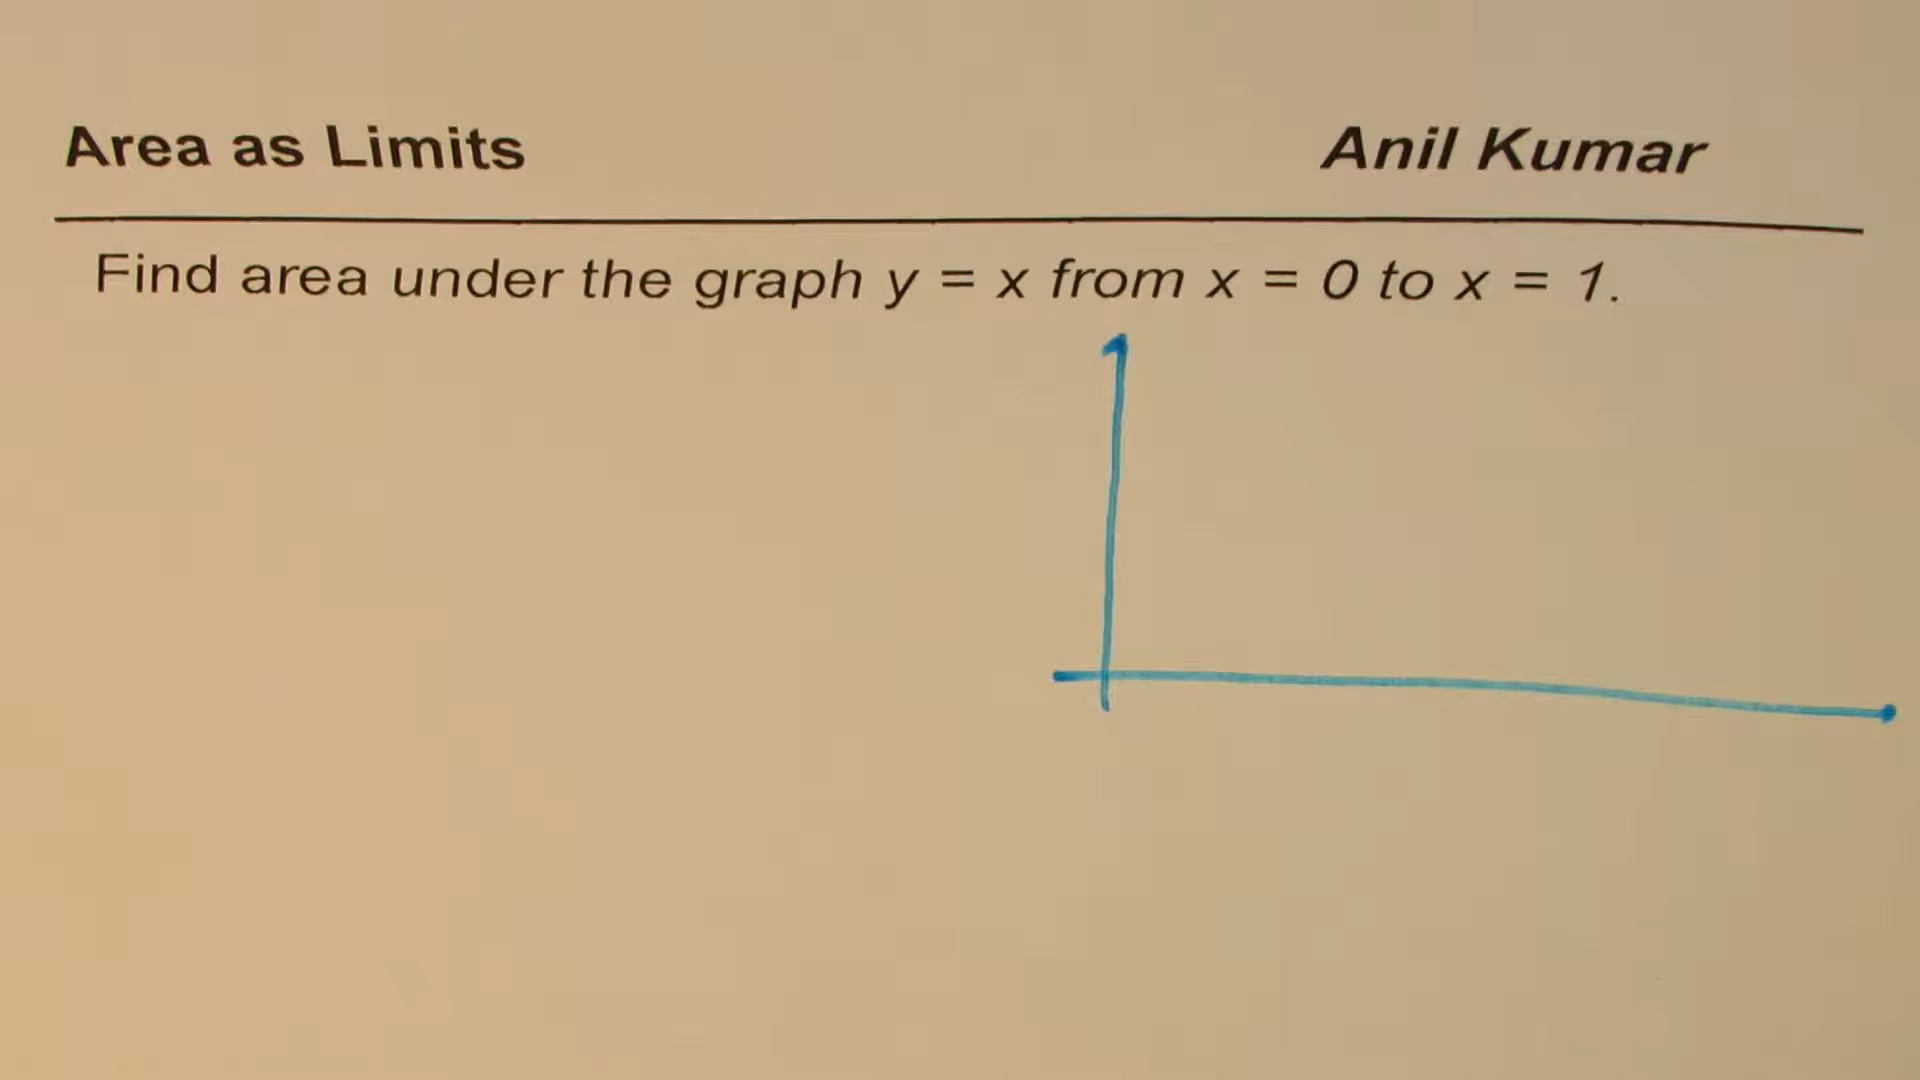 Area as Limits Anil Kumar
Find area under the graph y = x from x = 0 to x = 1.